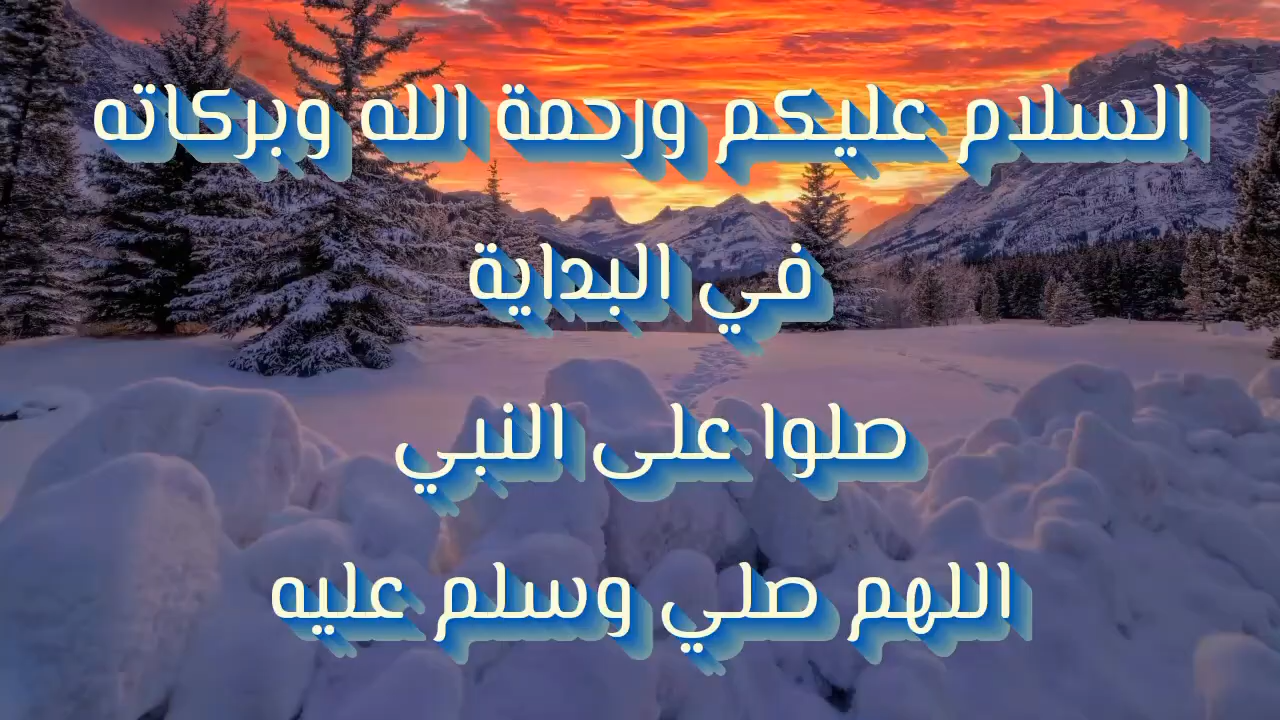 السلام عليكم ورحمة الله وبركاته
في البداية
صلوا على النبي
اللهم صلي وسلم عليه